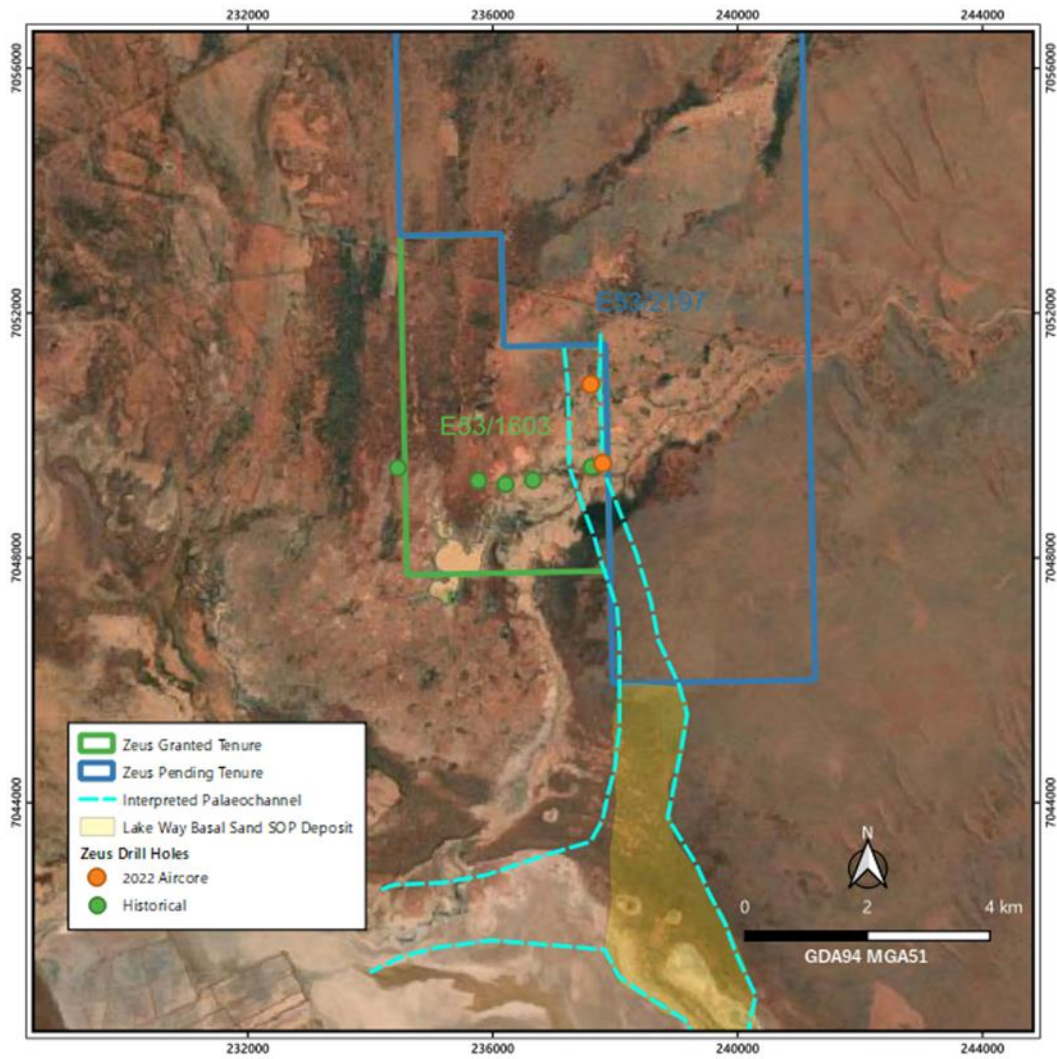 232000 236000 240000 244000
7056000 7056000
7052000 7052000
E53/2197
E53/1603
7048000 7048000
7044000 7044000
Zeus Granted Tenure
Zeus Pending Tenure
Interpreted Palaeochannel
Lake Way Basal Sand SOP Deposit
Zeus Drill Holes
2022 Aircore
Historical
N
0 2 4 km
GDA94 MGA51
232000 236000 240000 244000